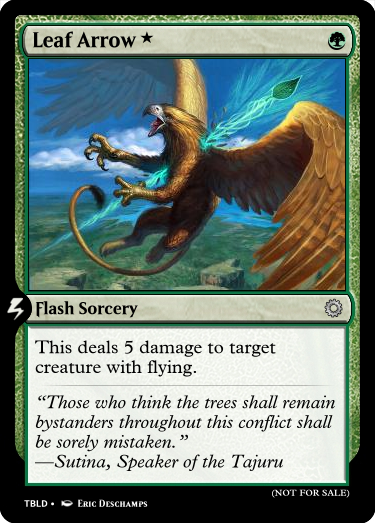 Leaf Arrow ★
Flash Sorcery
This deals 5 damage to target
creature with flying.
“Those who think the trees shall remain
bystanders throughout this conflict shall
be sorely mistaken.”
—Sutina, Speaker of the Tajuru
(NOT FOR SALE)
TBLD • Eric Deschamps